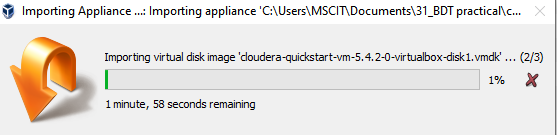 Importing Appliance ...: Importing appliance 'C:\Users\MSCIT\Documents\31_BDT practical\c...
Importing virtual disk image 'cloudera-quickstart-vm-5.4.2-0-virtualbox-disk1.vmdk' ... (2/3)
1%
1 minute, 58 seconds remaining